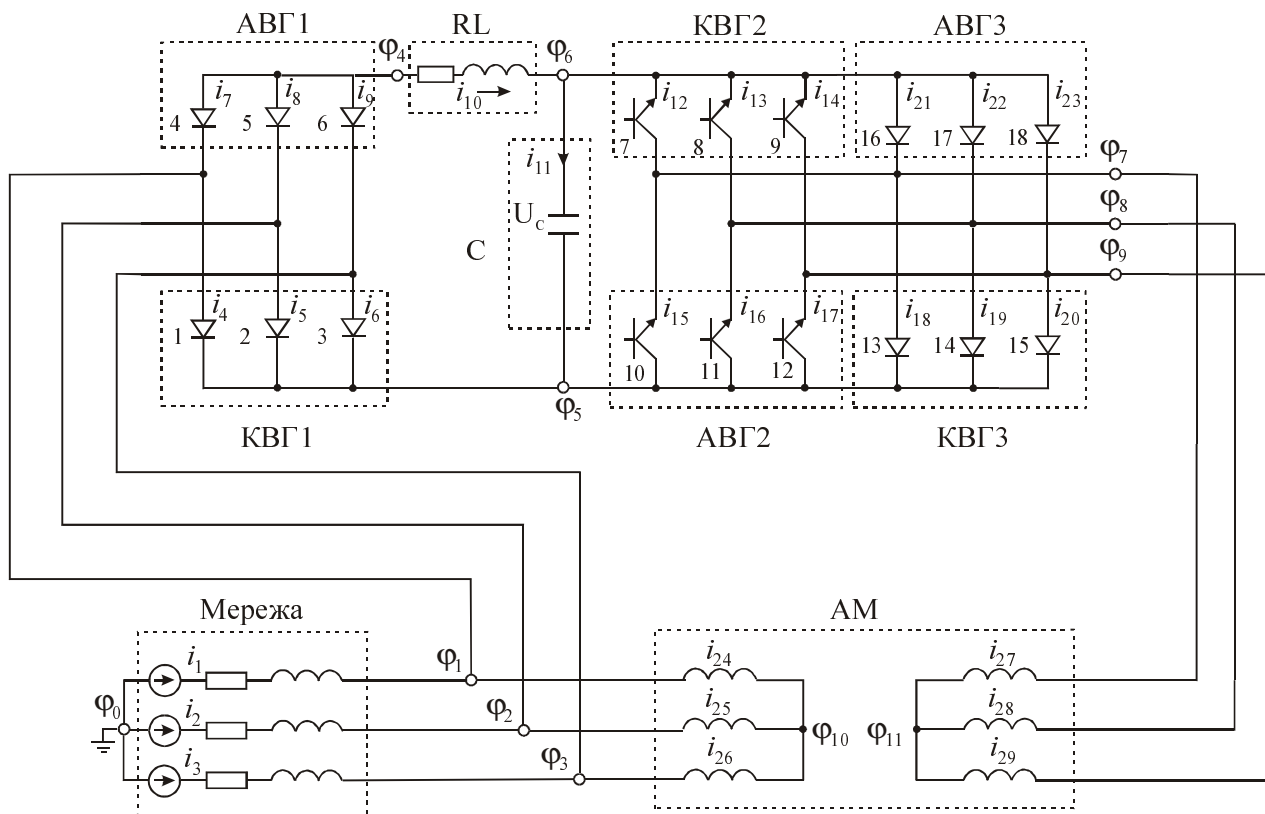 АВГ1 RL КВГ2 АВГ3
φ4 φ6
i7 i8 i9 i10 i12 i13 i14 i21 i22 i23
4 5 6 7 8 9 16 17 18
i11 φ7
Uc φ8
C φ9
i4 i5 i6 i15 i16 i17 i18 i19 i20
1 2 3 10 11 12 13 14 15
φ5
КВГ1 АВГ2 КВГ3
Мережа АМ
i1 φ1 i24 i27
φ0 i2 φ2 i25 φ10 φ11 i28
i3 φ3 i26 i29